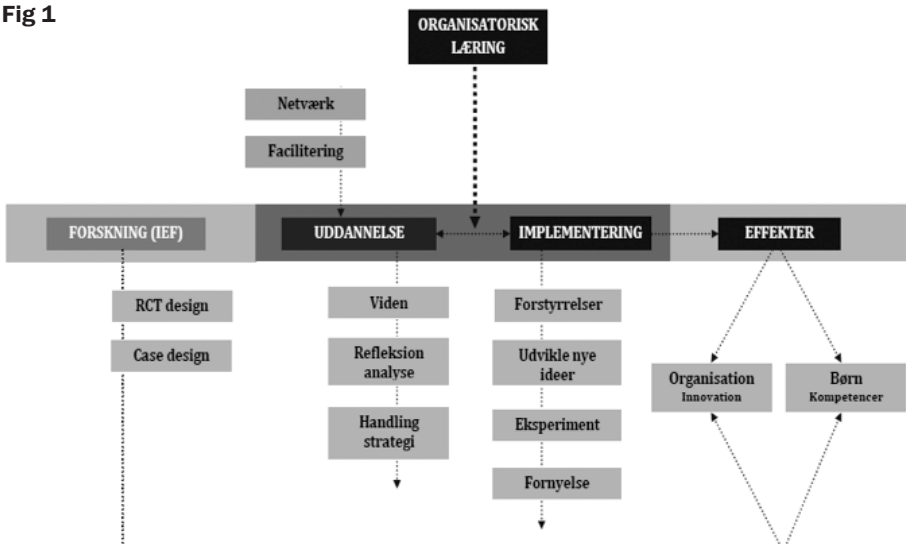 Fig 1
ORGANISATORISK
LÆRING
Netværk
Facilitering
FORSKNING (IEF)
UDDANNELSE
IMPLEMENTERING
EFFEKTER
RCT design
Case design
Viden
Refleksion
analyse
Handling
strategi
Forstyrrelser
Udvikle nye
ideer
Eksperiment
Fornyelse
Organisation
Innovation
Børn
Kompetencer